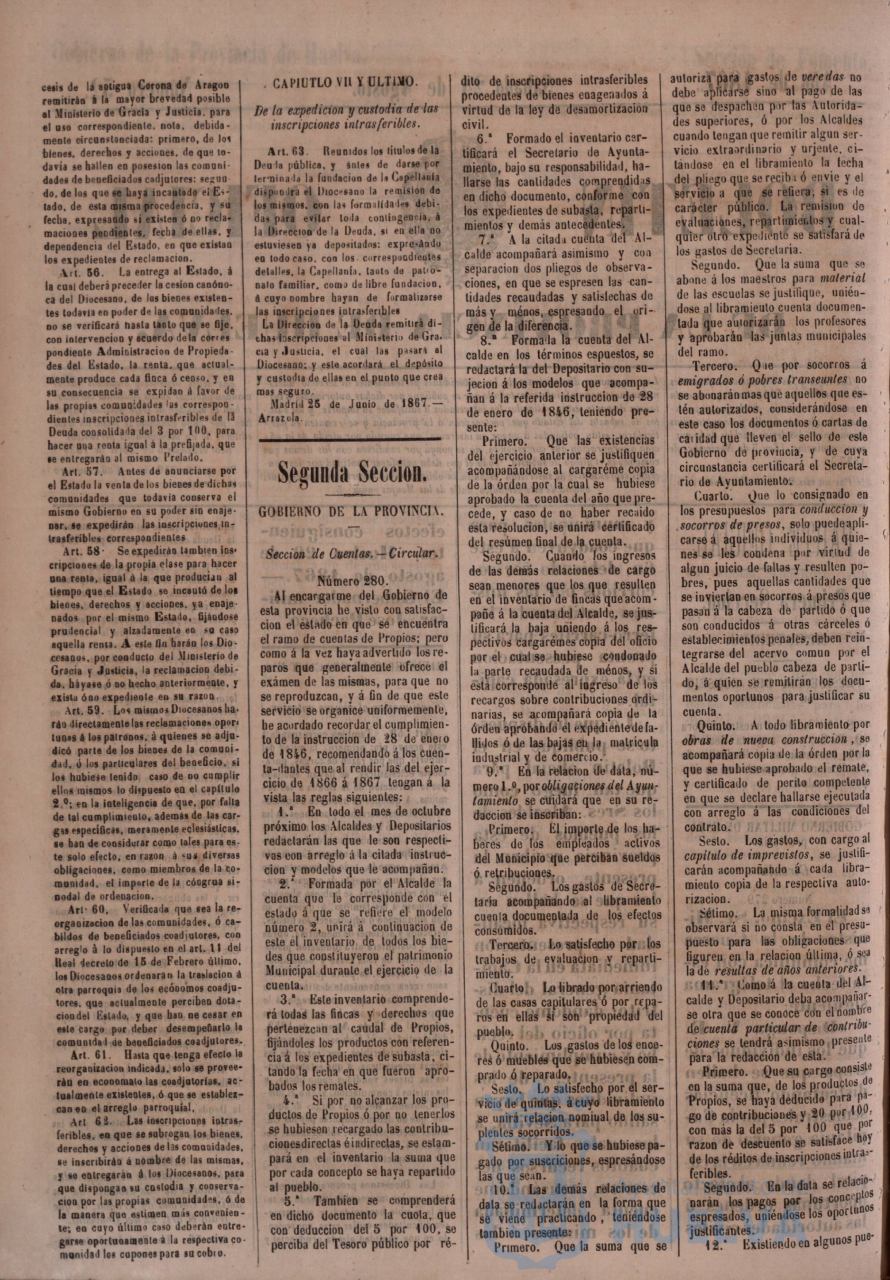 cesis de la antigua Corona de Aragon
remitirán á la mayor brevedad posible
al Ministerio de Gracia y Justicia, para
el uso correspondiente, nota, debida-
mente circunstanciada: primero, de los
bienes, derechos y acciones, de que to-
davía se hallen en posesion las comuni-
dades de beneficiados cadjutores: segun-
do, de los que se haya incautado el Es-
tado, de esta misma procedencia, y su
fecha, expresando si existen ó no recla-
maciones pendientes, fecha de ellas, y
dependencia del Estado, en que existan
los expedientes de reclamacion.
Art. 56. La entrega al Estado, á
la cual deberá preceder la cesion canóno-
ca del Diocesano, de los bienes existen-
tes todavia en poder de las comunidades,
no se verificará hasta tanto que se fije,
con intervencion y acuerdo de la corres
pondiente Administracion de Propieda-
des del Estado, la renta, que actual-
mente produce cada finca ó censo, y en
su consecuencia se expidan á favor de
las propias comunidades las correspon-
dientes inscripciones intrasferibles de la
Deuda consolidada del 3 por 100, para
hacer una renta igual á la prefijada, que
se entregarán al mismo Prelado.
Art. 57. Antes de anunciarse por
el Estado la venta de los bienes de dichas
comunidades que todavia conserva el
mismo Gobierno en su poder sin enaje-
nar, se expedirán las inscripciones in-
trasferibles correspondientes
Art. 58. Se expedirán tambien ins-
cripciones de la propia clase para hacer
una renta, igual á la que producian al
tiempo que el Estado se incautó de los
bienes, derechos y acciones, ya enaje-
nados por el mismo Estado, fijándose
prudencial y alzadamente en su caso
aquella renta. A este fin harán los Dio-
cesanos, por conducto del Ministerio de
Gracia y Justicia, la reclamacion debi-
da, háyase ó no hecho anteriormente, y
exista óno expediente en su razon.
Art. 59. Los mismos Diocesanos ha-
rán directamente las reclamaciones opor-
tunas á los patronos, á quienes se adju-
dicó parte de los bienes de la comuni-
dad, ó los particulares del beneficio, si
los hubiese tenido; caso de no cumplir
ellos mismos lo dispuesto en el capítulo
2.º; en la inteligencia de que, por falta
de tal cumplimiento, además de las car-
gas específicas, meramente eclesiásticas,
se han de considerar como tales para es-
te solo efecto, en razon á sus diversas
obligaciones, como miembros de la co-
munidad, el importe de la cóngrua si-
nodal de ordenacion.
Art. 60. Verificada que sea la re-
organizacion de las comunidades, ó ca-
bildos de beneficiados coadjutores, con
arreglo á lo dispuesto en el art. 11 del
Real decreto de 15 de Febrero último,
los Diocesanos ordenarán la traslacion á
otra parroquia de los ecónomos coadju-
tores, que actualmente perciben dota-
cion del Estado, y que han de cesar en
este cargo por deber desempeñarlo la
comunidad de beneficiados coadjutores.
Art. 61. Hasta que tenga efecto la
reorganizacion indicada, solo se provee-
rán en economato las coadjutorías, ac-
tualmente existentes, ó que se establez-
can en el arreglo parroquial.
Art 62. Las inscripciones intras-
feribles, en que se subrogan los bienes,
derechos y acciones de las comunidades,
se inscribirán á nombre de las mismas,
y se entregarán á los Diocesanos, para
que dispongan su custodia y conserva-
cion por las propias comunidades, ó de
la manera que estimen más convenien-
te; en cuyo último caso deberán entre-
garse oportunamente á la respectiva co-
munidad los cupones para su cobro.
CAPIUTLO VII Y ULTIMO.
De la expedicion y custodia de las
inscripciones intrasferibles.
Art. 63. Reunidos los títulos de la
Deuda pública, y ántes de darse por
terminada la fundacion de la Capellanía
dispondrá el Diocesano la remision de
los mismos, con las formalidades debi-
das para evitar toda contingencia, á
la Direccion de la Deuda, si en ella no
estuviesen ya depositados; expresando
en todo caso, con los correspondientes
detalles, la Capellanía, tanto de patro-
nato familiar, como de libre fundacion,
á cuyo nombre hayan de formalizarse
las inscripciones intrasferibles
La Direccion de la Deuda remitirá di-
chas inscripciones al Ministerio de Gra-
cia y Justicia, el cual las pasará al
Diocesano; y este acordará el depósito
y custodia de ellas en el punto que crea
mas seguro.
Madrid 25 de Junio de 1867.—
Arrazola.
Segunda Seccion.
GOBIERNO DE LA PROVINCIA.
Seccion de Cuentas.—Circular.
Número 280.
Al encargarme del Gobierno de
esta provincia he visto con satisfac-
cion el estado en que se encuentra
el ramo de cuentas de Propios; pero
como á la vez haya advertido los re-
paros que generalmente ofrece el
exámen de las mismas, para que no
se reproduzcan, y á fin de que este
servicio se organice uniformemente,
he acordado recordar el cumplimien-
to de la instruccion de 28 de enero
de 1846, recomendando á los cuen-
ta-dantes que al rendir las del ejer-
cicio de 1866 á 1867 tengan á la
vista las reglas siguientes:
1.ª En todo el mes de octubre
próximo los Alcaldes y Depositarios
redactarán las que le son respecti-
vas con arreglo á la citada instruc-
cion y modelos que le acompañan.
2.ª Formada por el Alcalde la
cuenta que le corresponde con el
estado á que se refiere el modelo
número 2, unirá á continuacion de
este el inventario de todos los bie-
des que constituyeron el patrimonio
Municipal durante el ejercicio de la
cuenta.
3.ª Este inventario comprende-
rá todas las fincas y derechos que
pertenezcan al caudal de Propios,
fijándoles los productos con referen-
cia á los expedientes de subasta, ci-
tando la fecha en que fueron apro-
bados los remates.
4.ª Si por no alcanzar los pro-
ductos de Propios ó por no tenerlos
se hubiesen recargado las contribu-
ciones directas é indirectas, se estam-
pará en el inventario la suma que
por cada concepto se haya repartido
al pueblo.
5.ª Tambien se comprenderá
en dicho documento la cuota, que
con deduccion del 5 por 100, se
perciba del Tesoro público por ré-
dito de inscripciones intrasferibles
procedentes de bienes enagenados á
virtud de la ley de desamortizacion
civil.
6.ª Formado el inventario cer-
tificará el Secretario de Ayunta-
miento, bajo su responsabilidad, ha-
llarse las cantidades comprendidas
en dicho documento, conforme con
los expedientes de subasta, reparti-
mientos y demás antecedentes.
7.ª A la citada cuenta del Al-
calde acompañará asimismo y con
separacion dos pliegos de observa-
ciones, en que se espresen las can-
tidades recaudadas y satisfechas de
más y ménos, espresando el orí-
gen de la diferencia.
8.ª Formada la cuenta del Al-
calde en los términos espuestos, se
redactará la del Depositario con su-
jecion á los modelos que acompa-
ñan á la referida instruccion de 28
de enero de 1846, teniendo pre-
sente:
Primero. Que las existencias
del ejercicio anterior se justifiquen
acompañándose al cargaréme copia
de la órden por la cual se hubiese
aprobado la cuenta del año que pre-
cede, y caso de no haber recaido
esta resolucion, se unirá certificado
del resúmen final de la cuenta.
Segundo. Cuando los ingresos
de las demás relaciones de cargo
sean menores que los que resulten
en el inventario de fincas que acom-
pañe á la cuenta del Alcalde, se jus-
tificará la baja uniendo á los res-
pectivos cargarémes copia del oficio
por el cual se hubiese condonado
la parte recaudada de ménos, y si
esta corresponde al ingreso de los
recargos sobre contribuciones ordi-
narias, se acompañará copia de la
órden aprobando el expediente de fa-
llidos ó de las bajas en la matrícula
industrial y de comercio.
9.ª En la relacion de data, nú-
mero 1.º, por obligaciones del Ayun-
tamiento se cuidará que en su re-
daccion se inscriban:
Primero. El importe de los ha-
beres de los empleados activos
del Municipio que perciban sueldos
ó retribuciones.
Segundo. Los gastos de Secre-
taría acompañando al libramiento
cuenta documentada de los efectos
consumidos.
Tercero. Lo satisfecho por los
trabajos de evaluacion y reparti-
miento.
Cuarto. Lo librado por arriendo
de las casas capitulares ó por repa-
ros en ellas si son propiedad del
pueblo.
Quinto. Los gastos de los ence-
res ó muebles que se hubiesen com-
prado ó reparado.
Sesto. Lo satisfecho por el ser-
vicio de quintas, á cuyo libramiento
se unirá relacion nomiual de los su-
plentes socorridos.
Sétimo. Y lo que se hubiese pa-
gado por suscriciones, espresándose
las que sean.
10.ª Las demás relaciones de
data se redactarán en la forma que
se viene practicando, teniéndose
tambien presente:
Primero. Que la suma que se
autoriza para gastos de veredas no
debe aplicarse sino al pago de las
que se despachen por las Autorida-
des superiores, ó por los Alcaldes
cuando tengan que remitir algun ser-
vicio extraordinario y urjente, ci-
tándose en el libramiento la fecha
del pliego que se reciba ó envie y el
servicio a que se refiera, si es de
carácter público. La remision de
evaluaciones, repartimientos y cual-
quier otro expediente se satisfará de
los gastos de Secretaria.
Segundo. Que la suma que se
abone á los maestros para material
de las escuelas se justifique, unién-
dose al libramiento cuenta documen-
tada que autorizarán los profesores
y aprobarán las juntas municipales
del ramo.
Tercero. Que por socorros á
emigrados ó pobres transeuntes no
se abonarán mas que aquellos que es-
tén autorizados, considerándose en
este caso los documentos ó cartas de
caridad que lleven el sello de este
Gobierno de provincia, y de cuya
circunstancia certificará el Secreta-
rio de Ayuntamiento.
Cuarto. Que lo consignado en
los presupuestos para conduccion y
socorros de presos, solo puede apli-
carse á aquellos individuos á quie-
nes se les condena por virtud de
algun juicio de faltas y resulten po-
bres, pues aquellas cantidades que
se inviertan en socorros á presos que
pasan á la cabeza de partido ó que
son conducidos á otras cárceles ó
establecimientos penales, deben rein-
tegrarse del acervo comun por el
Alcalde del pueblo cabeza de parti-
do, á quien se remitirán los docu-
mentos oportunos para justificar su
cuenta.
Quinto. A todo libramiento por
obras de nueva construccion, se
acompañará copia de la órden por la
que se hubiese aprobado el remate,
y certificado de perito competente
en que se declare hallarse ejecutada
con arreglo á las condiciones del
contrato.
Sesto. Los gastos, con cargo al
capítulo de imprevistos, se justifi-
carán acompañando á cada libra-
miento copia de la respectiva auto-
rizacion.
Sétimo. La misma formalidad se
observará si no consta en el presu-
puesto para las obligaciones que
figuren en la relacion última, ó sea
la de resultas de años anteriores.
11.ª Como á la cuenta del Al-
calde y Depositario deba acompañar-
se otra que se conoce con el nombre
de cuenta particular de contribu-
ciones se tendrá asimismo presente
para la redaccion de esta.
Primero. Que su cargo consiste
en la suma que, de los productos de
Propios, se haya deducido para pa-
go de contribuciones y 20 por 100,
con más la del 5 por 100 que por
razon de descuento se satisface hoy
de los réditos de inscripciones intras-
feribles.
Segundo. En la data se relacio-
narán los pagos por los conceptos
espresados, uniéndose los oportunos
justificantes.
12.ª Existiendo en algunos pue-